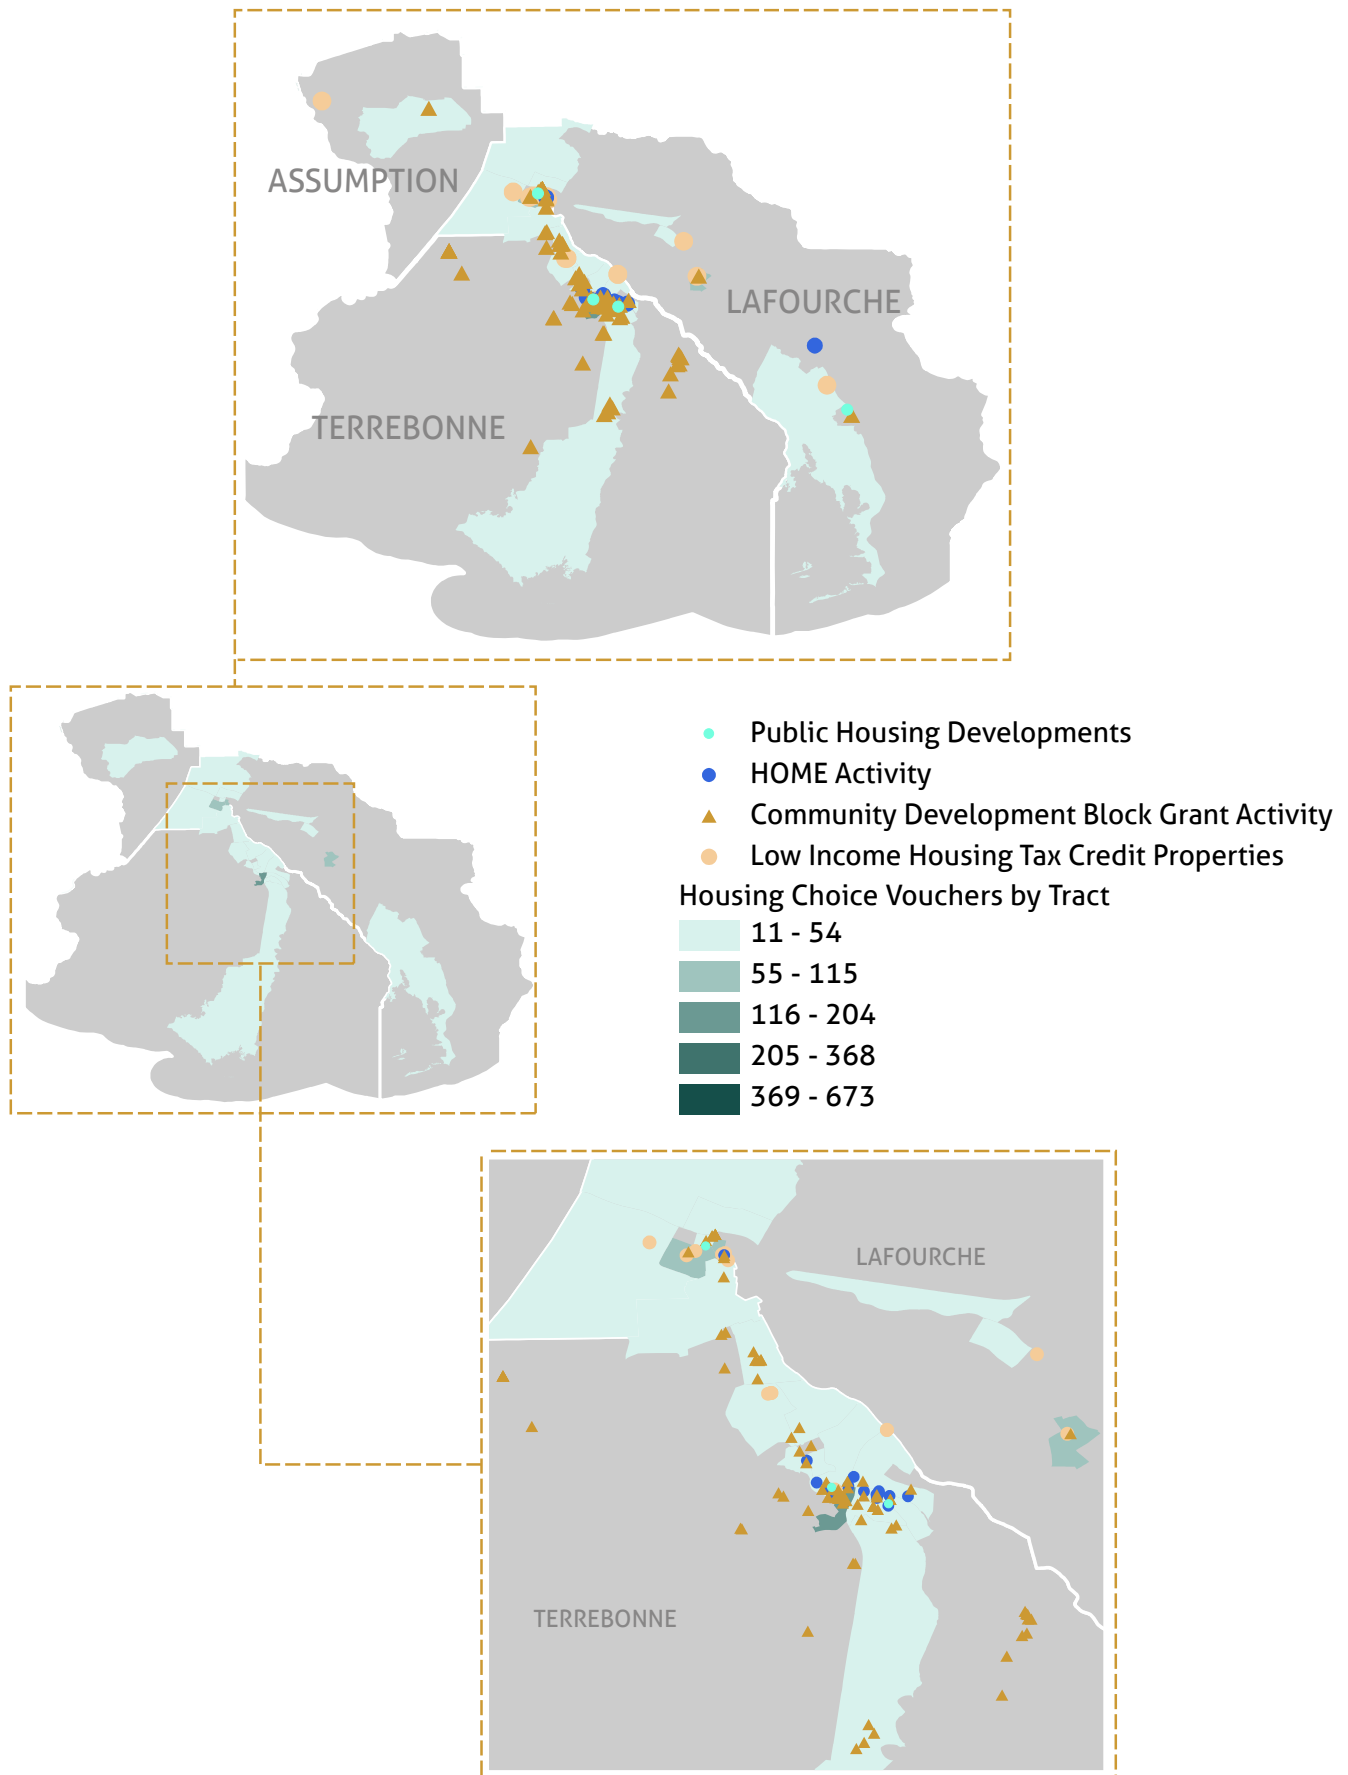 ASSUMPTION
LAFOURCHE
TERREBONNE
Public Housing Developments
HOME Activity
Community Development Block Grant Activity
Low Income Housing Tax Credit Properties
Housing Choice Vouchers by Tract
11 - 54
55 - 115
116 - 204
205 - 368
369 - 673
LAFOURCHE
TERREBONNE